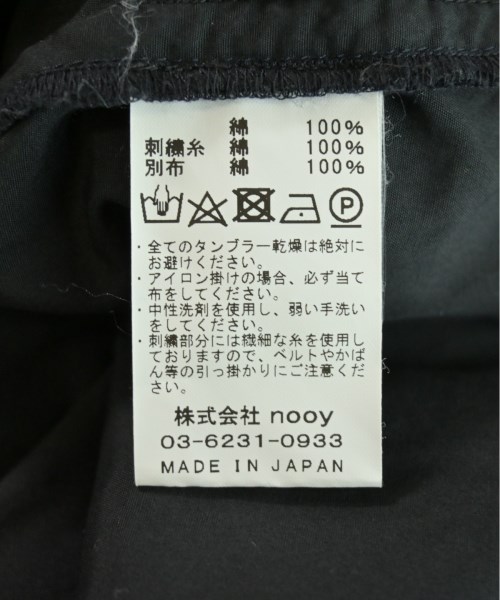 綿 100%
刺繍糸 綿 100%
別布 綿 100%
P
・全てのタンブラー乾燥は絶対に
お避けください。
・アイロン掛けの場合、必ず当て
布をしてください。
・中性洗剤を使用し、弱い手洗い
をしてください。
・刺繍部分には繊細な糸を使用し
ておりますので、ベルトやかば
ん等の引っ掛かりにご注意くださ
い。
株式会社 nooy
03-6231-0933
MADE IN JAPAN